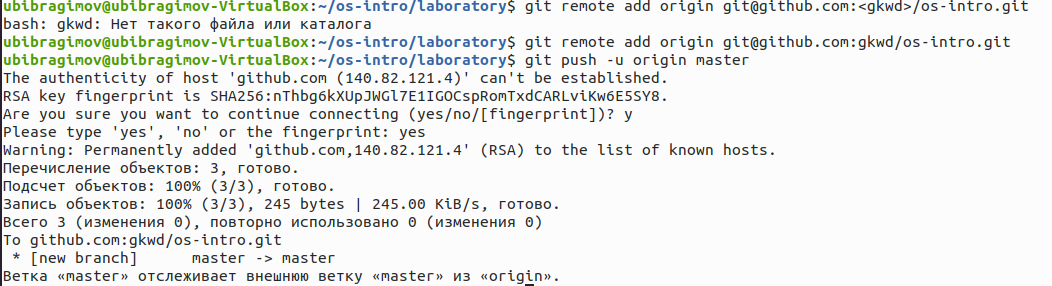 ubibragimov@ubibragimov-VirtualBox:~/os-intro/laboratory$ git remote add origin git@github.com:<gkwd>/os-intro.git
bash: gkwd: Нет такого файла или каталога
ubibragimov@ubibragimov-VirtualBox:~/os-intro/laboratory$ git remote add origin git@github.com:gkwd/os-intro.git
ubibragimov@ubibragimov-VirtualBox:~/os-intro/laboratory$ git push -u origin master
The authenticity of host 'github.com (140.82.121.4)' can't be established.
RSA key fingerprint is SHA256:nThbg6kXUpJWGl7E1IGOCspRomTxdCARLviKw6E5SY8.
Are you sure you want to continue connecting (yes/no/[fingerprint])? y
Please type 'yes', 'no' or the fingerprint: yes
Warning: Permanently added 'github.com,140.82.121.4' (RSA) to the list of known hosts.
Перечисление объектов: 3, готово.
Подсчет объектов: 100% (3/3), готово.
Запись объектов: 100% (3/3), 245 bytes | 245.00 KiB/s, готово.
Всего 3 (изменения 0), повторно использовано 0 (изменения 0)
To github.com:gkwd/os-intro.git
 * [new branch]      master -> master
Ветка «master» отслеживает внешнюю ветку «master» из «origin».